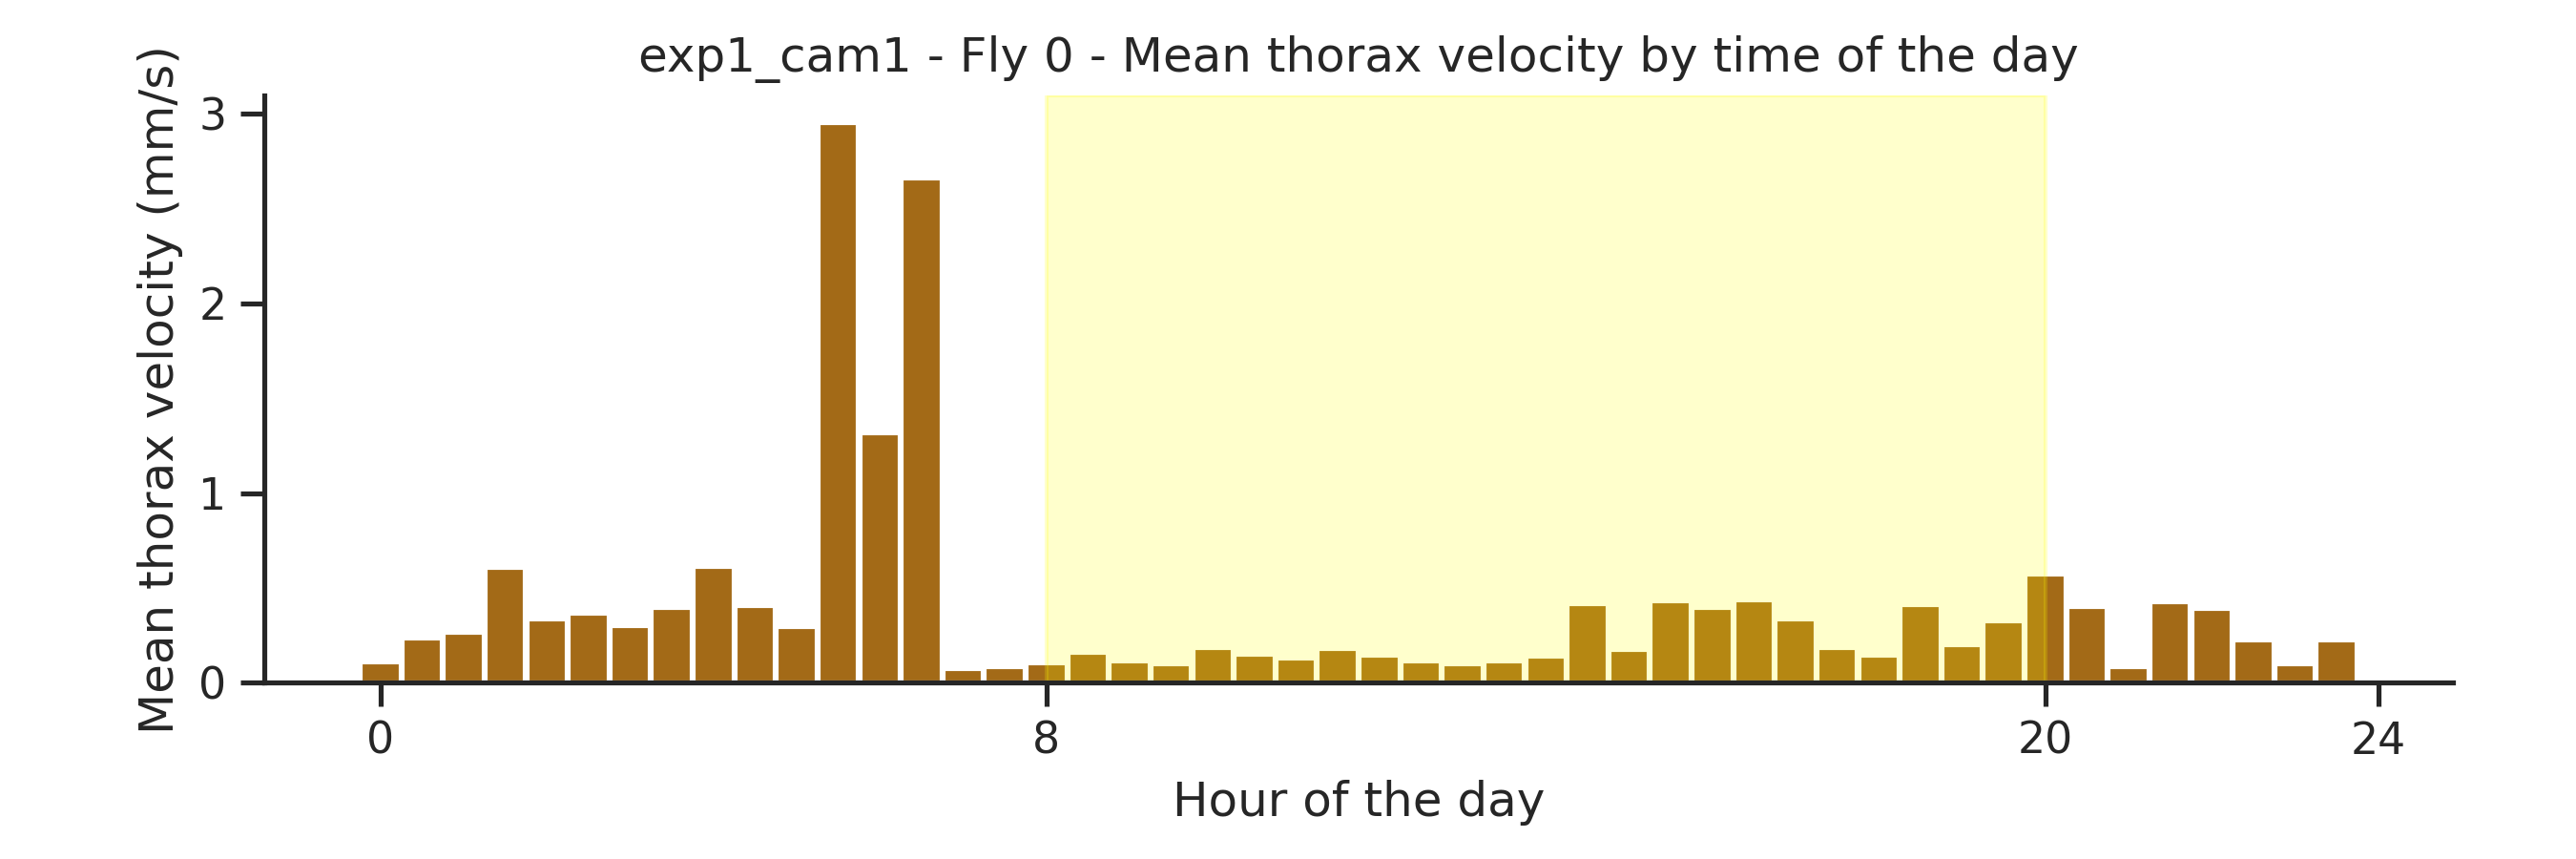 exp1_cam1 - Fly 0 - Mean thorax velocity by time of the day
Mean thorax velocity (mm/s)
3
2
1
0
0 8 20 24
Hour of the day